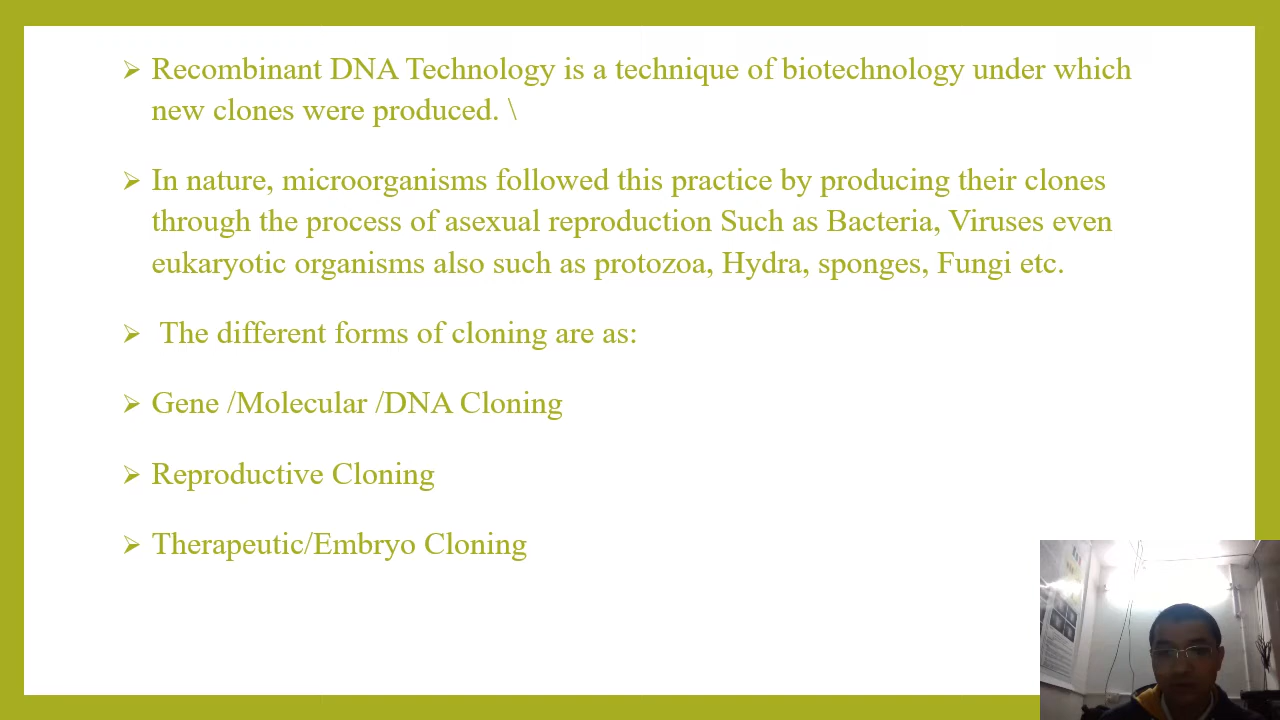 Recombinant DNA Technology is a technique of biotechnology under which
new clones were produced. \
In nature, microorganisms followed this practice by producing their clones
through the process of asexual reproduction Such as Bacteria, Viruses even
eukaryotic organisms also such as protozoa, Hydra, sponges, Fungi etc.
The different forms of cloning are as:
Gene /Molecular /DNA Cloning
Reproductive Cloning
Therapeutic/Embryo Cloning